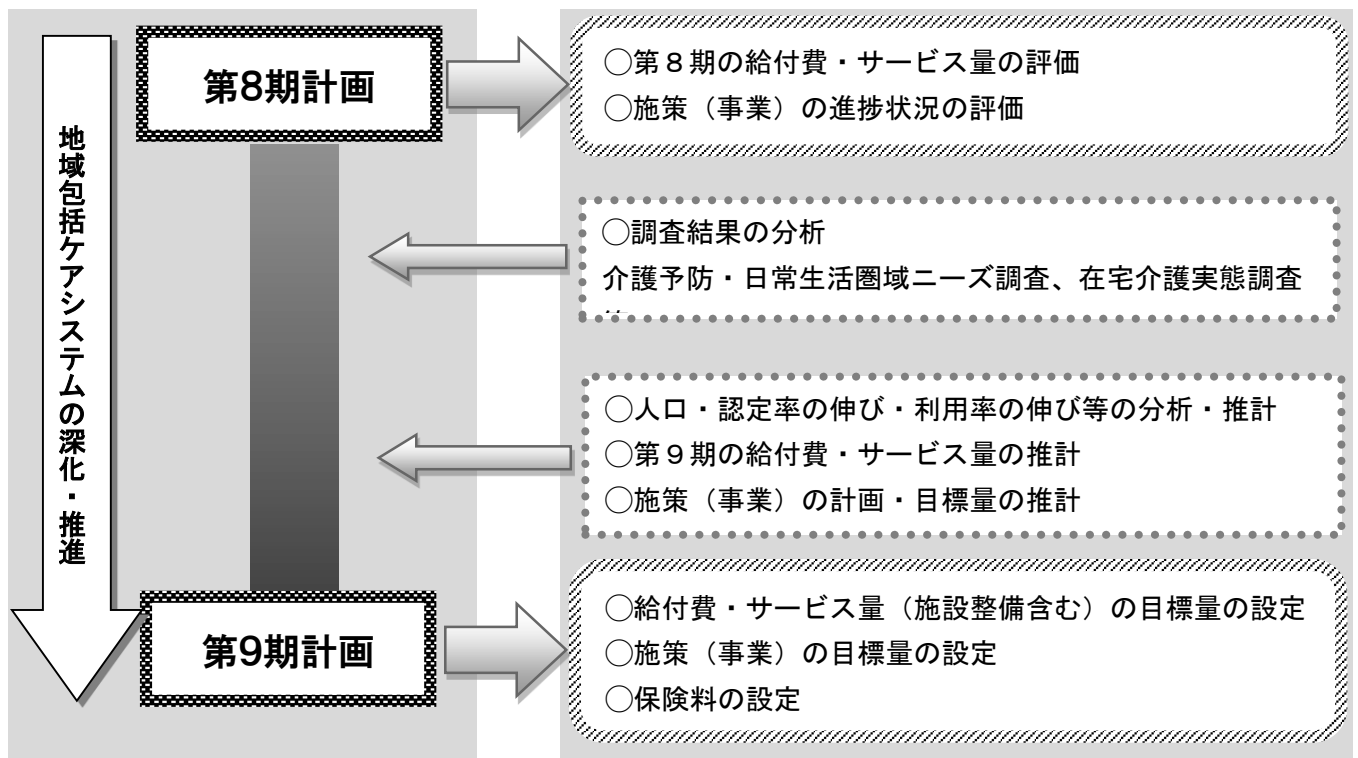 地域包括ケアシステムの深化・推進
第8期計画
○第８期の給付費・サービス量の評価
○施策（事業）の進捗状況の評価
○調査結果の分析
介護予防・日常生活圏域ニーズ調査、在宅介護実態調査
○人口・認定率の伸び・利用率の伸び等の分析・推計
○第９期の給付費・サービス量の推計
○施策（事業）の計画・目標量の推計
第9期計画
○給付費・サービス量（施設整備含む）の目標量の設定
○施策（事業）の目標量の設定
○保険料の設定